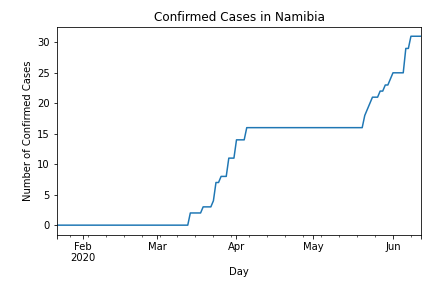 Confirmed Cases in Namibia
Number of Confirmed Cases
30
25
20
15
10
5
0
Feb Mar Apr May Jun
2020
Day